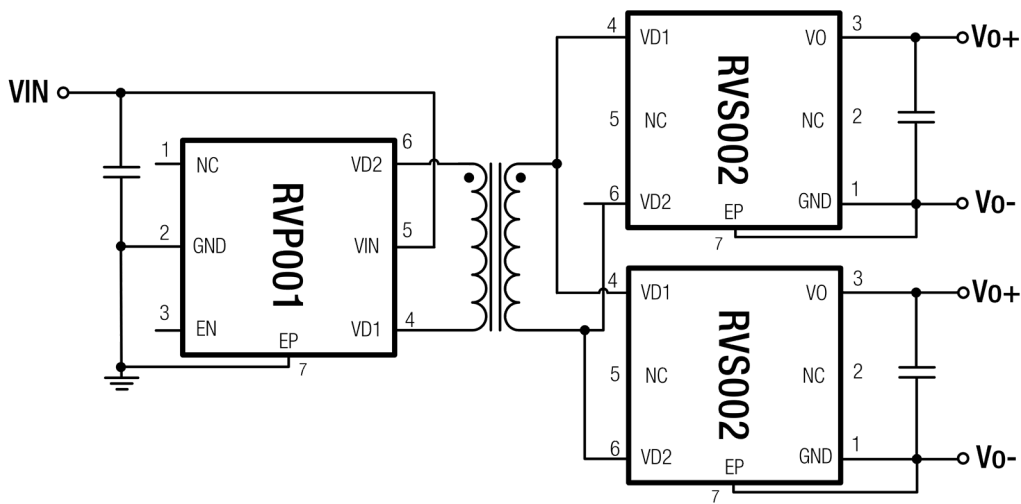 VIN
1
NC
2
GND
3
EN
RVP001
EP
7
6
VD2
5
VIN
4
VD1
4
VD1
5
NC
6
VD2
RVS002
EP
7
3
VO
NC
2
1
GND
Vo+
Vo-
4
VD1
5
NC
6
VD2
RVS002
EP
7
3
VO
NC
2
1
GND
Vo+
Vo-